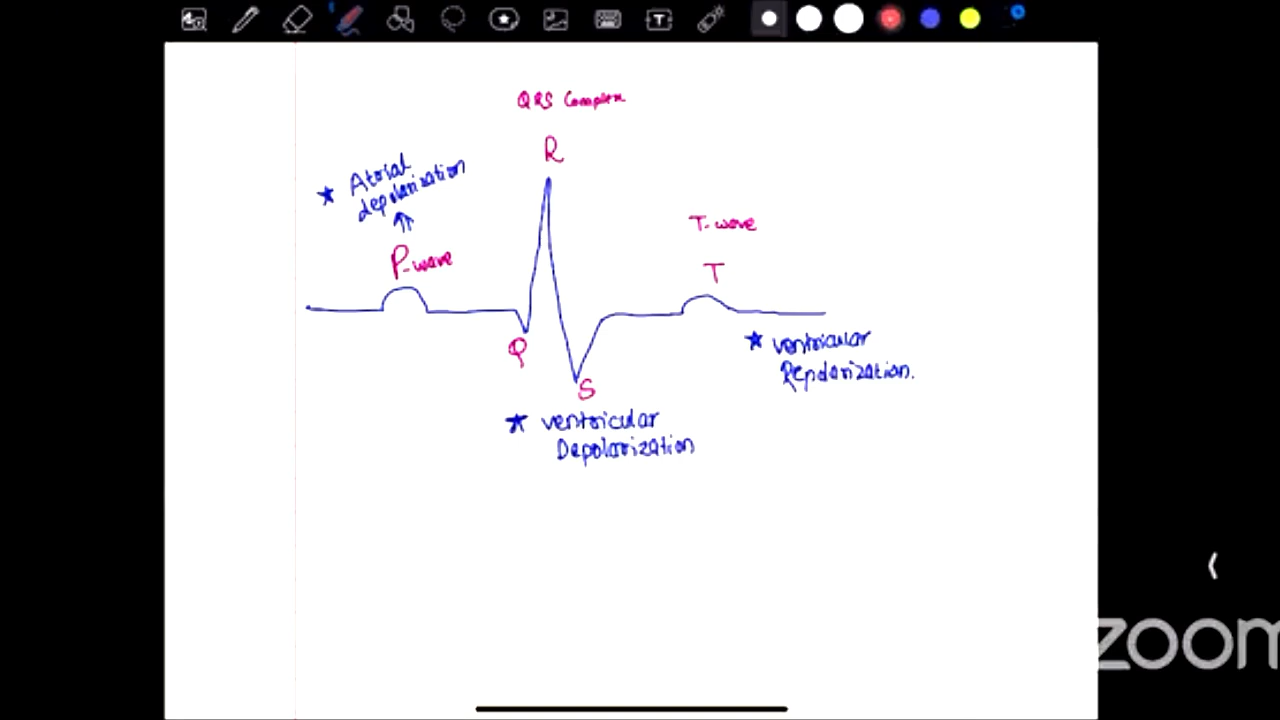 QRS Complex
R
★ Atrial
depolarization
P-wave
T-wave
T
Q
S
★ ventricular
Repolarization.
★ ventricular
Depolarization
zoom